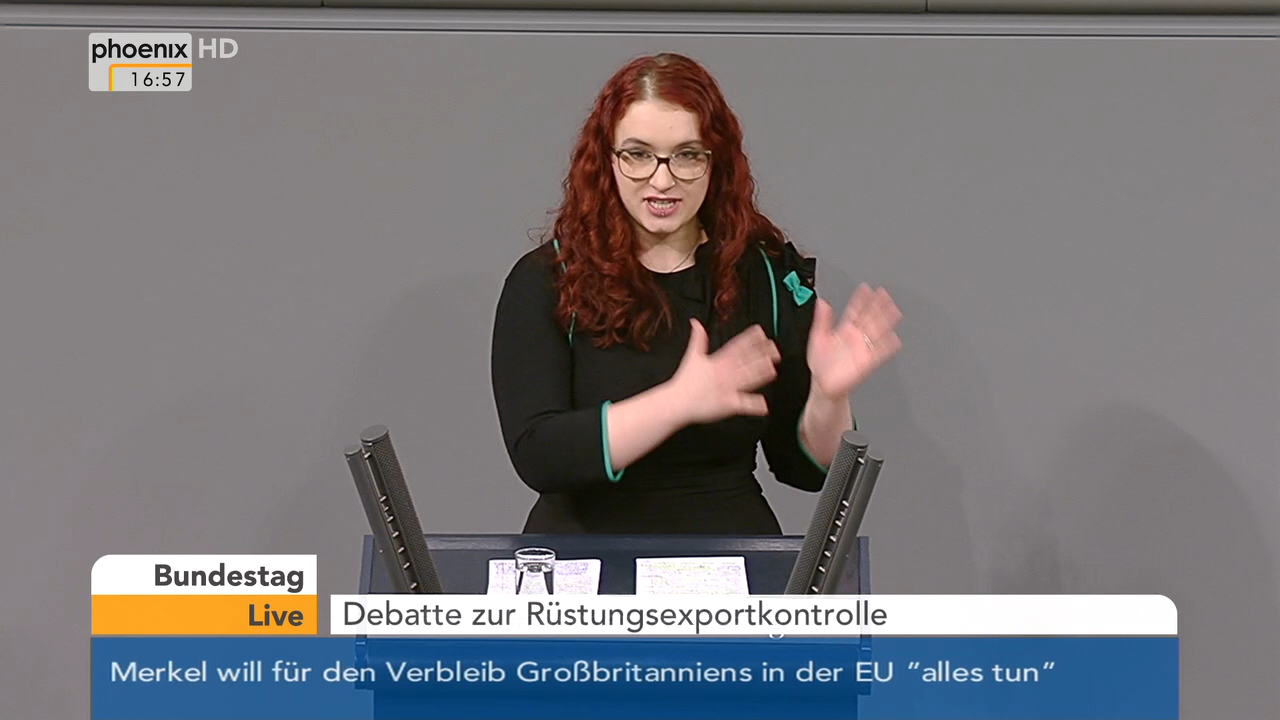 phoenix HD
16:57
Bundestag
Live
Debatte zur Rüstungsexportkontrolle
Merkel will für den Verbleib Großbritanniens in der EU “alles tun”